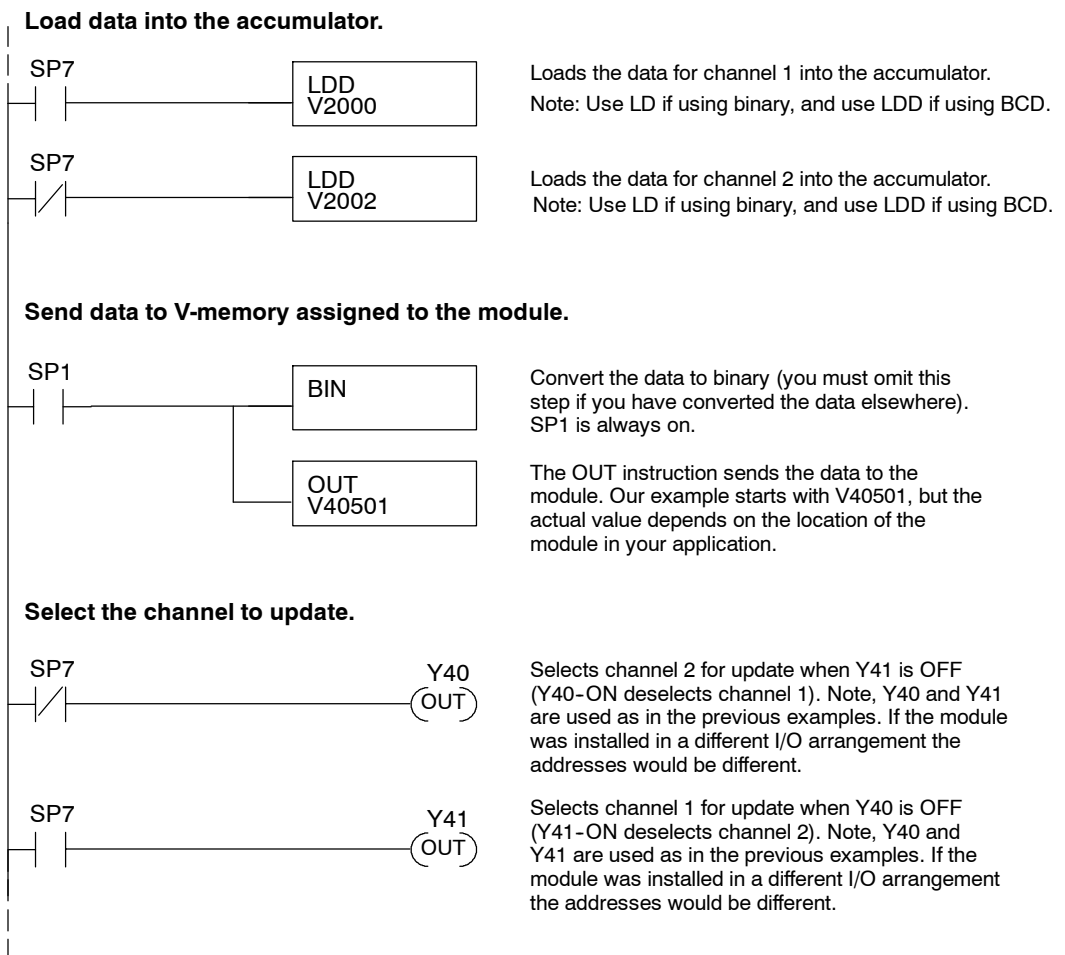 Load data into the accumulator.
SP7
LDD
V2000
Loads the data for channel 1 into the accumulator.
Note: Use LD if using binary, and use LDD if using BCD.
SP7
LDD
V2002
Loads the data for channel 2 into the accumulator.
Note: Use LD if using binary, and use LDD if using BCD.
Send data to V-memory assigned to the module.
SP1
BIN
Convert the data to binary (you must omit this
step if you have converted the data elsewhere).
SP1 is always on.
OUT
V40501
The OUT instruction sends the data to the
module. Our example starts with V40501, but the
actual value depends on the location of the
module in your application.
Select the channel to update.
SP7
Y40
OUT
Selects channel 2 for update when Y41 is OFF
(Y40-ON deselects channel 1). Note, Y40 and Y41
are used as in the previous examples. If the module
was installed in a different I/O arrangement the
addresses would be different.
SP7
Y41
OUT
Selects channel 1 for update when Y40 is OFF
(Y41-ON deselects channel 2). Note, Y40 and
Y41 are used as in the previous examples. If the
module was installed in a different I/O arrangement
the addresses would be different.